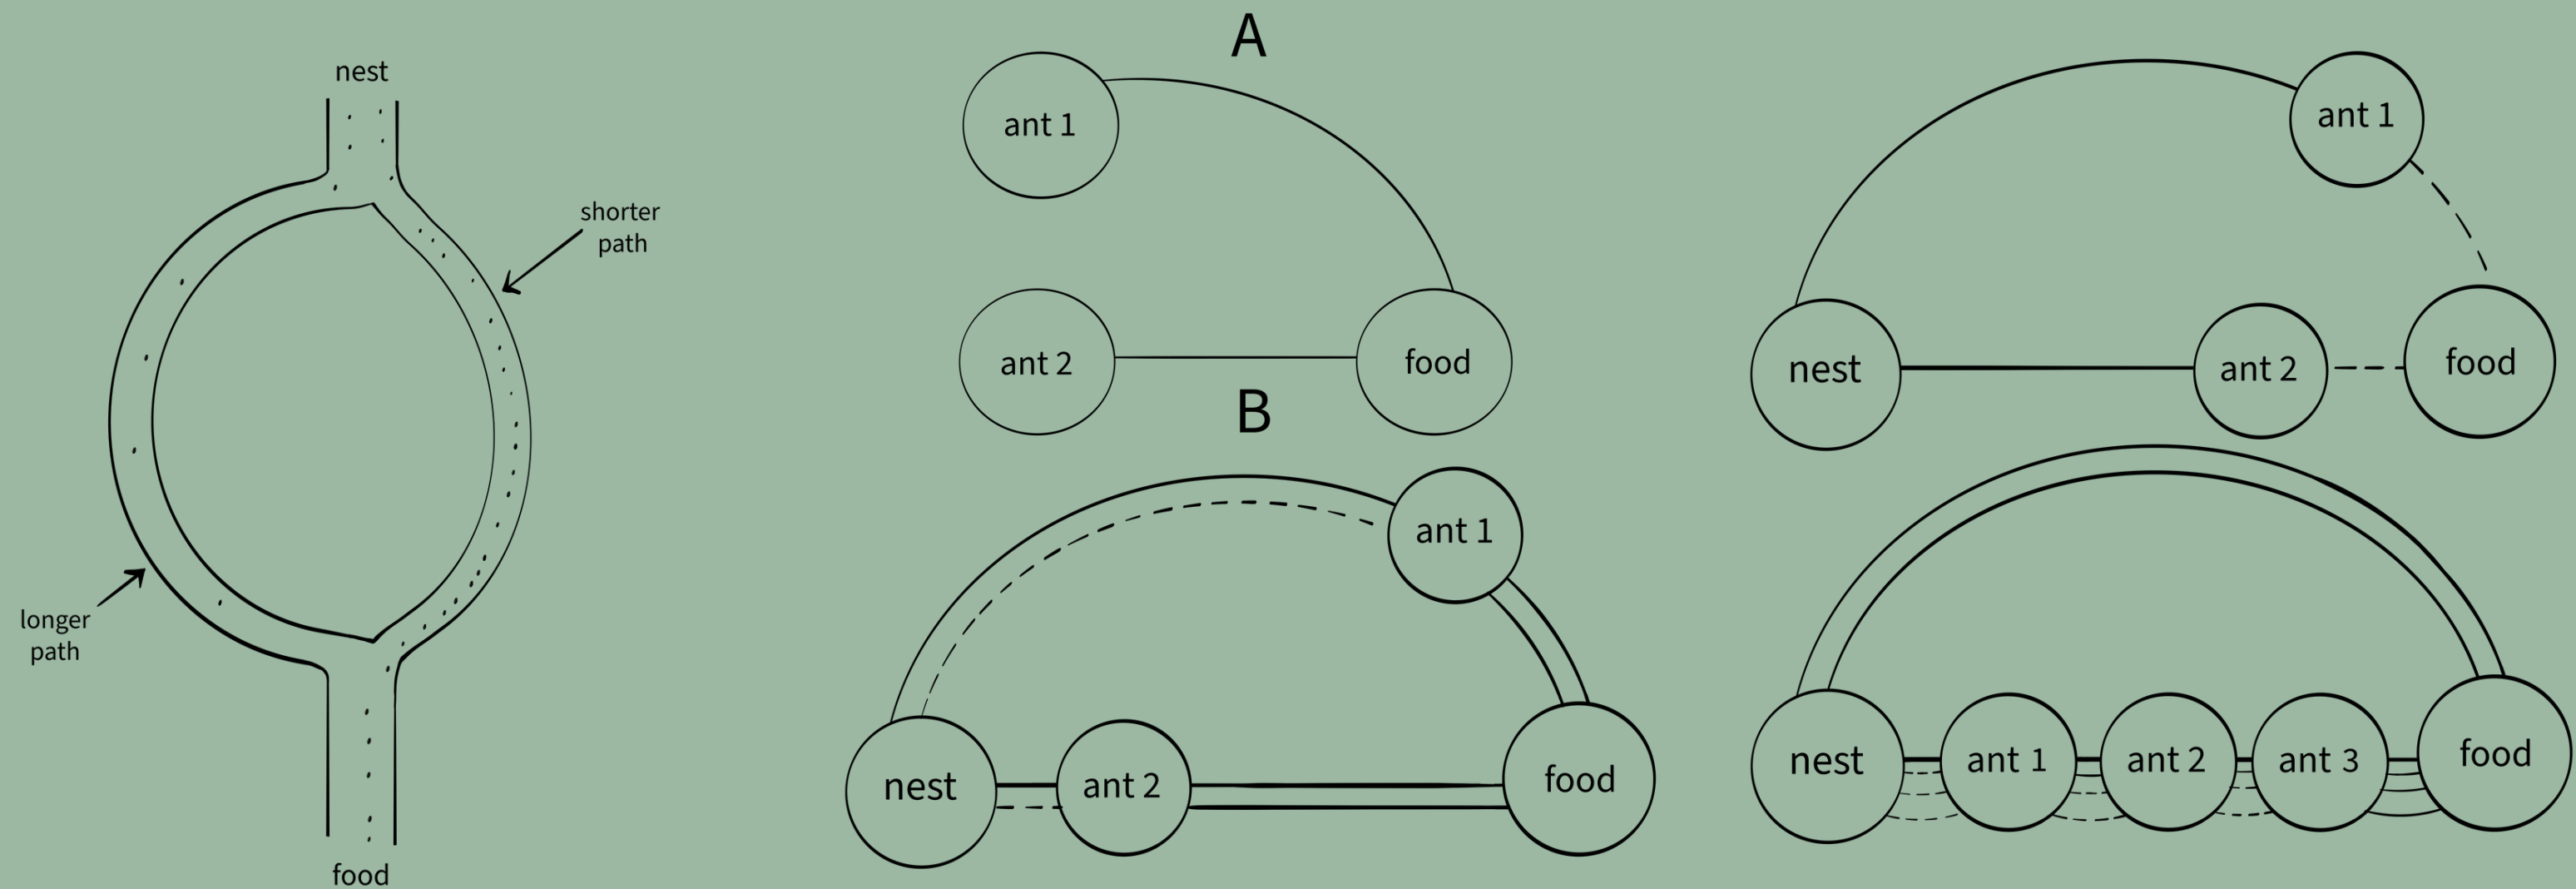 nest
shorter
path
longer
path
food
A
ant 1
ant 2
food
B
ant 1
nest
ant 2
food
ant 1
nest
ant 2
food
nest
ant 1
ant 2
ant 3
food